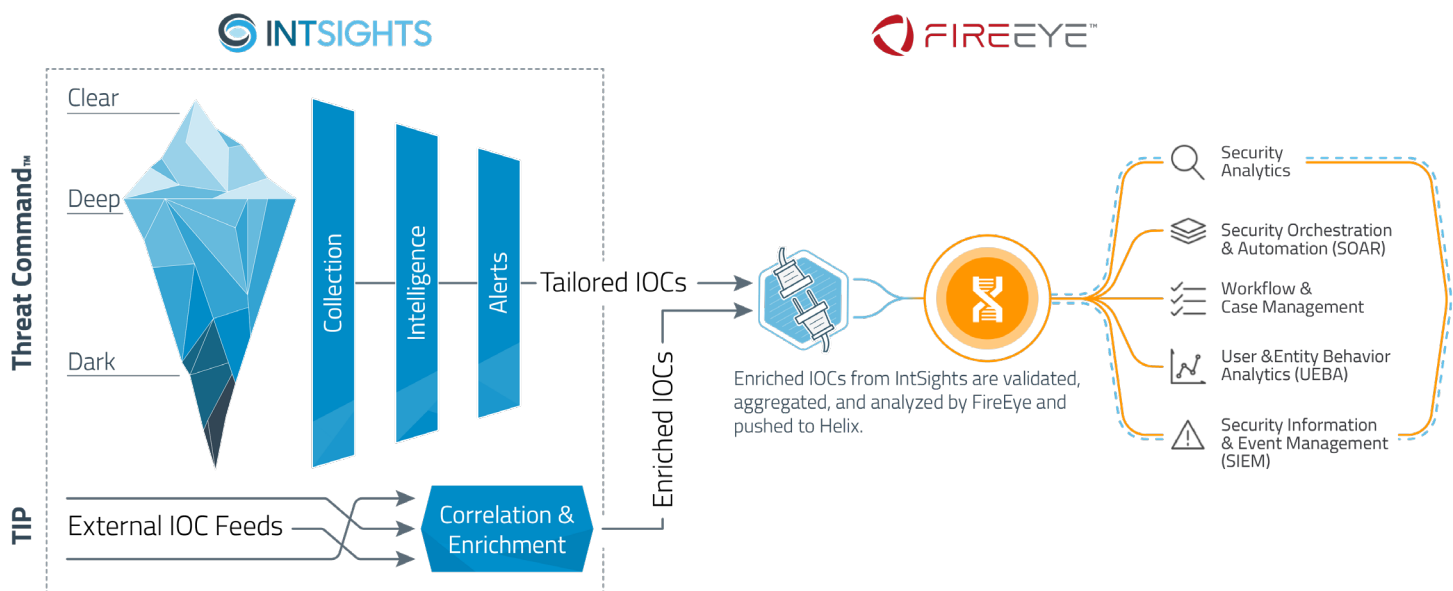 INTSIGHTS
FIREEYE™
Threat Command™
Clear
Deep
Dark
Collection
Intelligence
Alerts
Tailored IOCs
TIP
External IOC Feeds
Correlation &
Enrichment
Enriched IOCs
Enriched IOCs from IntSights are validated,
aggregated, and analyzed by FireEye and
pushed to Helix.
Security
Analytics
Security Orchestration
& Automation (SOAR)
Workflow &
Case Management
User &Entity Behavior
Analytics (UEBA)
Security Information
& Event Management
(SIEM)